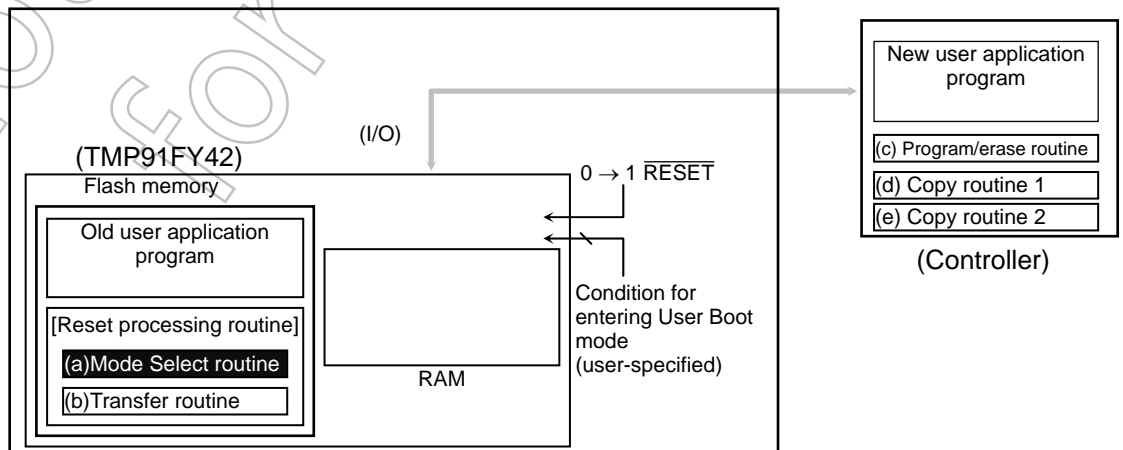 for
(I/O)
(TMP91FY42)
Flash memory
Old user application
program
[Reset processing routine]
(a)Mode Select routine
(b)Transfer routine
RAM
0 → 1 RESET
Condition for
entering User Boot
mode
(user-specified)
New user application
program
(c) Program/erase routine
(d) Copy routine 1
(e) Copy routine 2
(Controller)